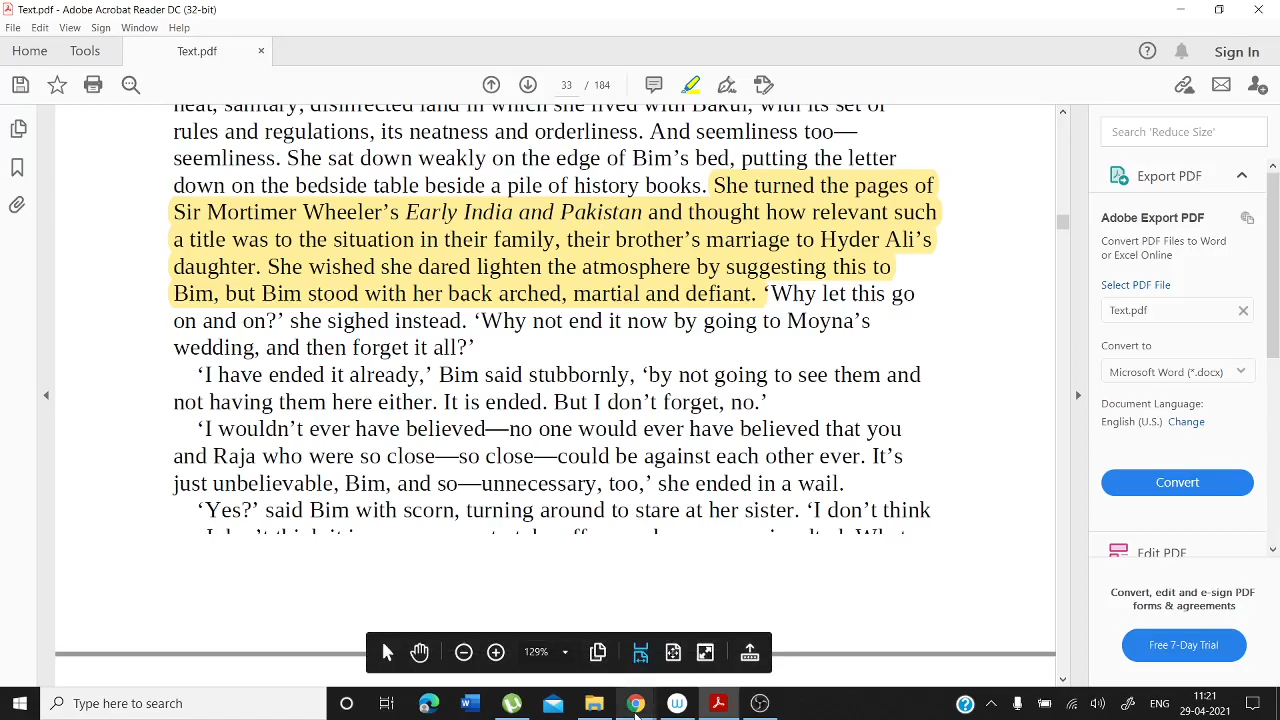 Text.pdf - Adobe Acrobat Reader DC (32-bit)
File Edit View Sign Window Help
Home Tools Text.pdf × Sign In
33 / 184
neat, sanitary, disinfected land in which she lived with Bakul, with its set of
rules and regulations, its neatness and orderliness. And seemliness too—
seemliness. She sat down weakly on the edge of Bim’s bed, putting the letter
down on the bedside table beside a pile of history books. She turned the pages of
Sir Mortimer Wheeler’s Early India and Pakistan and thought how relevant such
a title was to the situation in their family, their brother’s marriage to Hyder Ali’s
daughter. She wished she dared lighten the atmosphere by suggesting this to
Bim, but Bim stood with her back arched, martial and defiant. ‘Why let this go
on and on?’ she sighed instead. ‘Why not end it now by going to Moyna’s
wedding, and then forget it all?’
‘I have ended it already,’ Bim said stubbornly, ‘by not going to see them and
not having them here either. It is ended. But I don’t forget, no.’
‘I wouldn’t ever have believed—no one would ever have believed that you
and Raja who were so close—so close—could be against each other ever. It’s
just unbelievable, Bim, and so—unnecessary, too,’ she ended in a wail.
‘Yes?’ said Bim with scorn, turning around to stare at her sister. ‘I don’t think
Search 'Reduce Size'
Export PDF
Adobe Export PDF
Convert PDF Files to Word
or Excel Online
Select PDF File
Text.pdf
Convert to
Microsoft Word (*.docx)
Document Language:
English (U.S.) Change
Convert
Edit PDF
Convert, edit and e-sign PDF
forms & agreements
Free 7-Day Trial
129%
Type here to search
ENG
11:21
29-04-2021